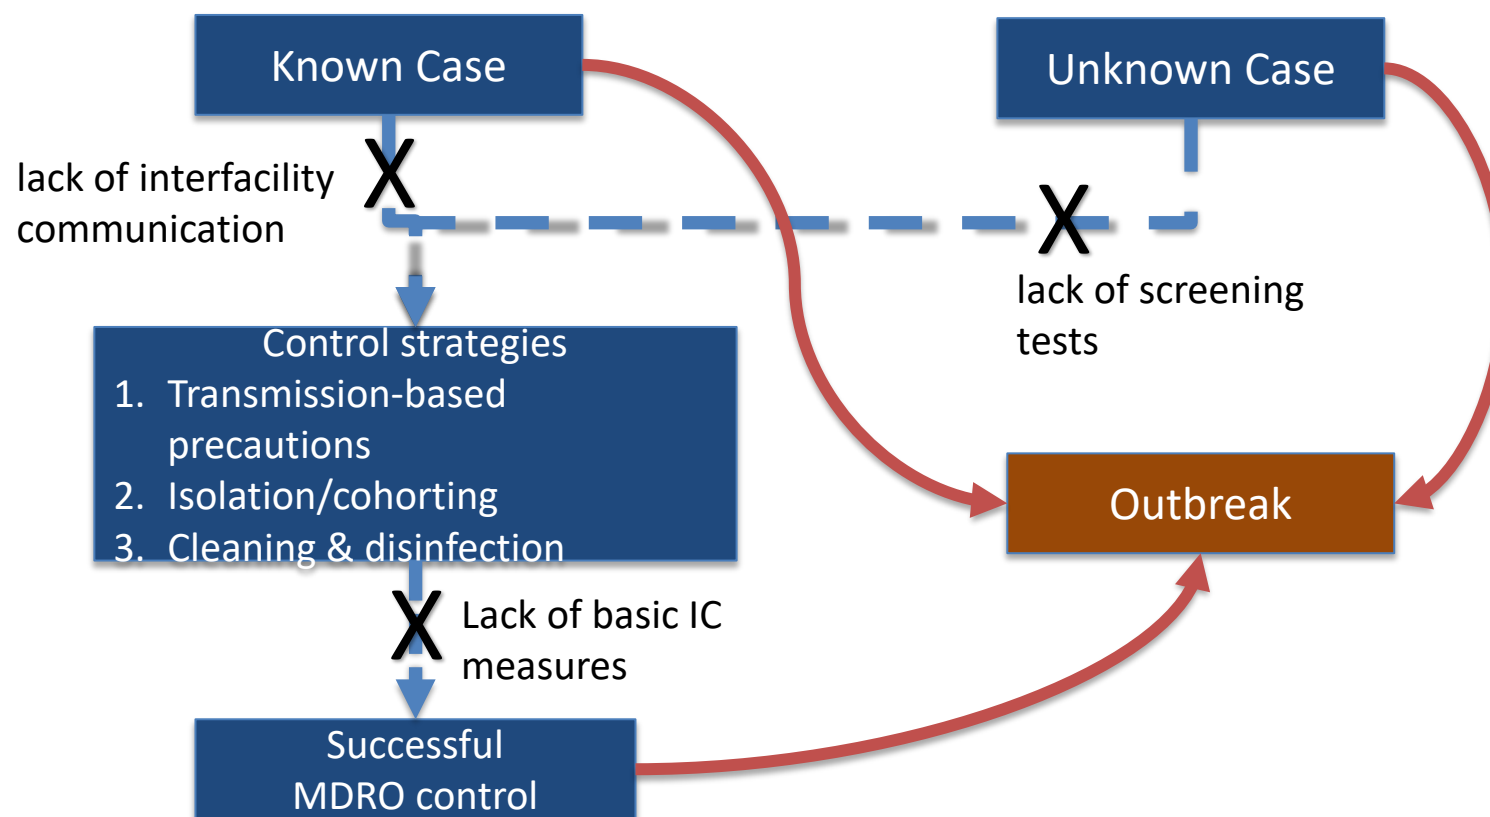 Known Case
Unknown Case
X
lack of interfacility
communication
X
lack of screening
tests
Control strategies
1. Transmission-based
precautions
2. Isolation/cohorting
3. Cleaning & disinfection
Outbreak
X
Lack of basic IC
measures
Successful
MDRO control